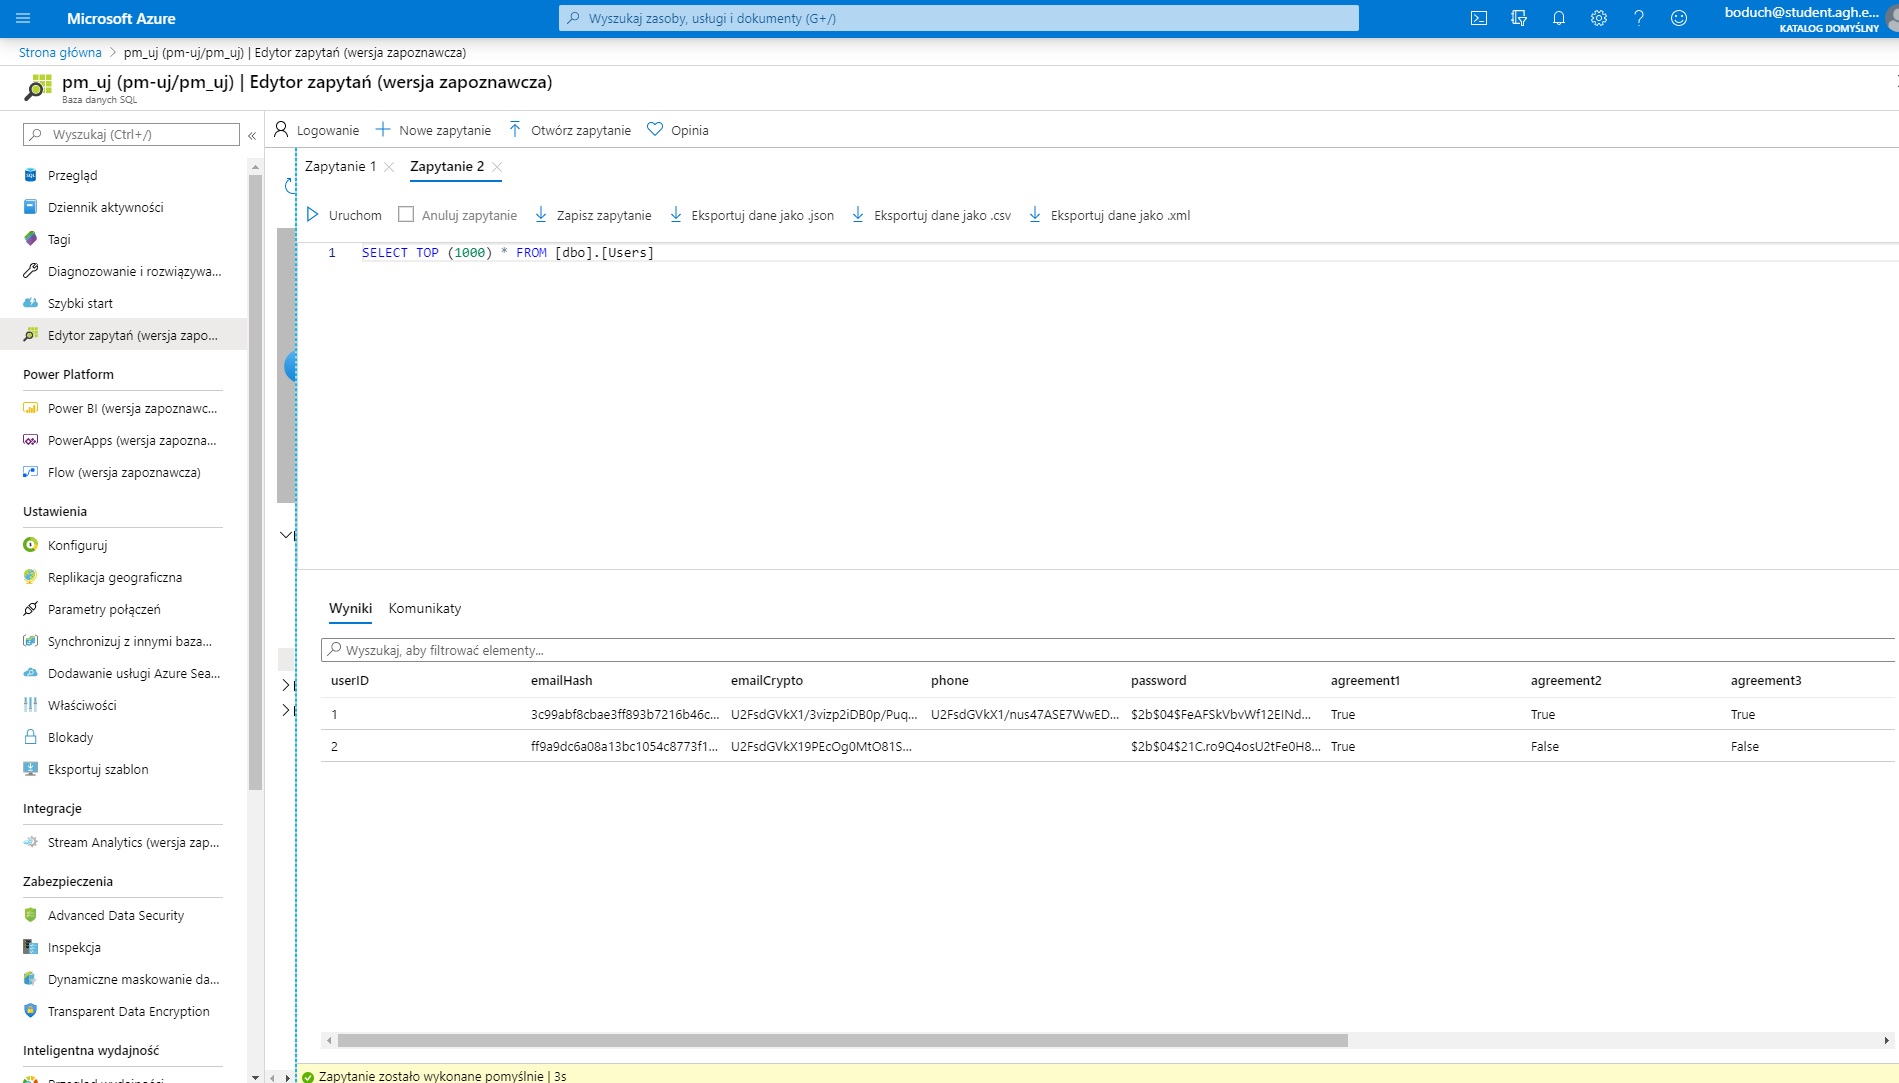 Microsoft Azure
Wyszukaj zasoby, usługi i dokumenty (G+/)
boduch@student.agh.e...
KATALOG DOMYŚLNY
Strona główna > pm_uj (pm-uj/pm_uj) | Edytor zapytań (wersja zapoznawcza)
pm_uj (pm-uj/pm_uj) | Edytor zapytań (wersja zapoznawcza)
Baza danych SQL
Wyszukaj (Ctrl+/)
Przegląd
Dziennik aktywności
Tagi
Diagnozowanie i rozwiązywa...
Szybki start
Edytor zapytań (wersja zapo...
Power Platform
Power BI (wersja zapoznawc...
PowerApps (wersja zapozna...
Flow (wersja zapoznawcza)
Ustawienia
Konfiguruj
Replikacja geograficzna
Parametry połączeń
Synchronizuj z innymi baza...
Dodawanie usługi Azure Sea...
Właściwości
Blokady
Eksportuj szablon
Integracje
Stream Analytics (wersja zap...
Zabezpieczenia
Advanced Data Security
Inspekcja
Dynamiczne maskowanie da...
Transparent Data Encryption
Inteligentna wydajność
Logowanie Nowe zapytanie Otwórz zapytanie Opinia
Zapytanie 1 Zapytanie 2
Uruchom Anuluj zapytanie Zapisz zapytanie Eksportuj dane jako .json Eksportuj dane jako .csv Eksportuj dane jako .xml
1 SELECT TOP (1000) * FROM [dbo].[Users]
Wyniki Komunikaty
Wyszukaj, aby filtrować elementy...
userID emailHash emailCrypto phone password agreement1 agreement2 agreement3
1 3c99abf8cbae3ff893b7216b46c... U2FsdGVkX1/3vizp2iDB0p/Puq... U2FsdGVkX1/nus47ASE7WwED... $2b$04$FeAFSkVbvWf12EINd... True True True
2 ff9a9dc6a08a13bc1054c8773f1... U2FsdGVkX19PEcOg0MtO81S... $2b$04$21C.ro9Q4osU2tFe0H8... True False False
Zapytanie zostało wykonane pomyślnie | 3s